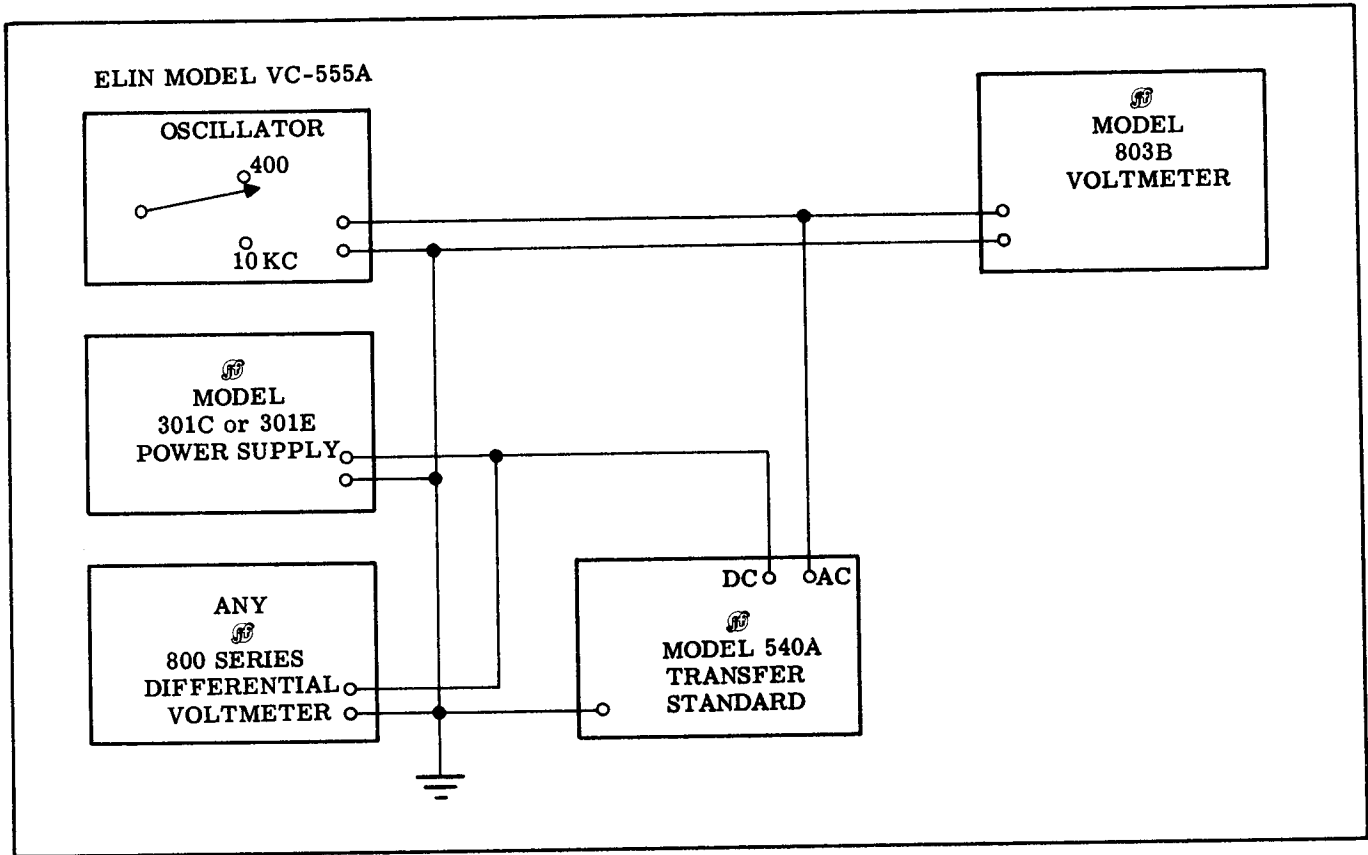 ELIN MODEL VC-555A
OSCILLATOR
400
10 KC
MODEL
803B
VOLTMETER
MODEL
301C or 301E
POWER SUPPLY
ANY
800 SERIES
DIFFERENTIAL
VOLTMETER
DC AC
MODEL 540A
TRANSFER
STANDARD